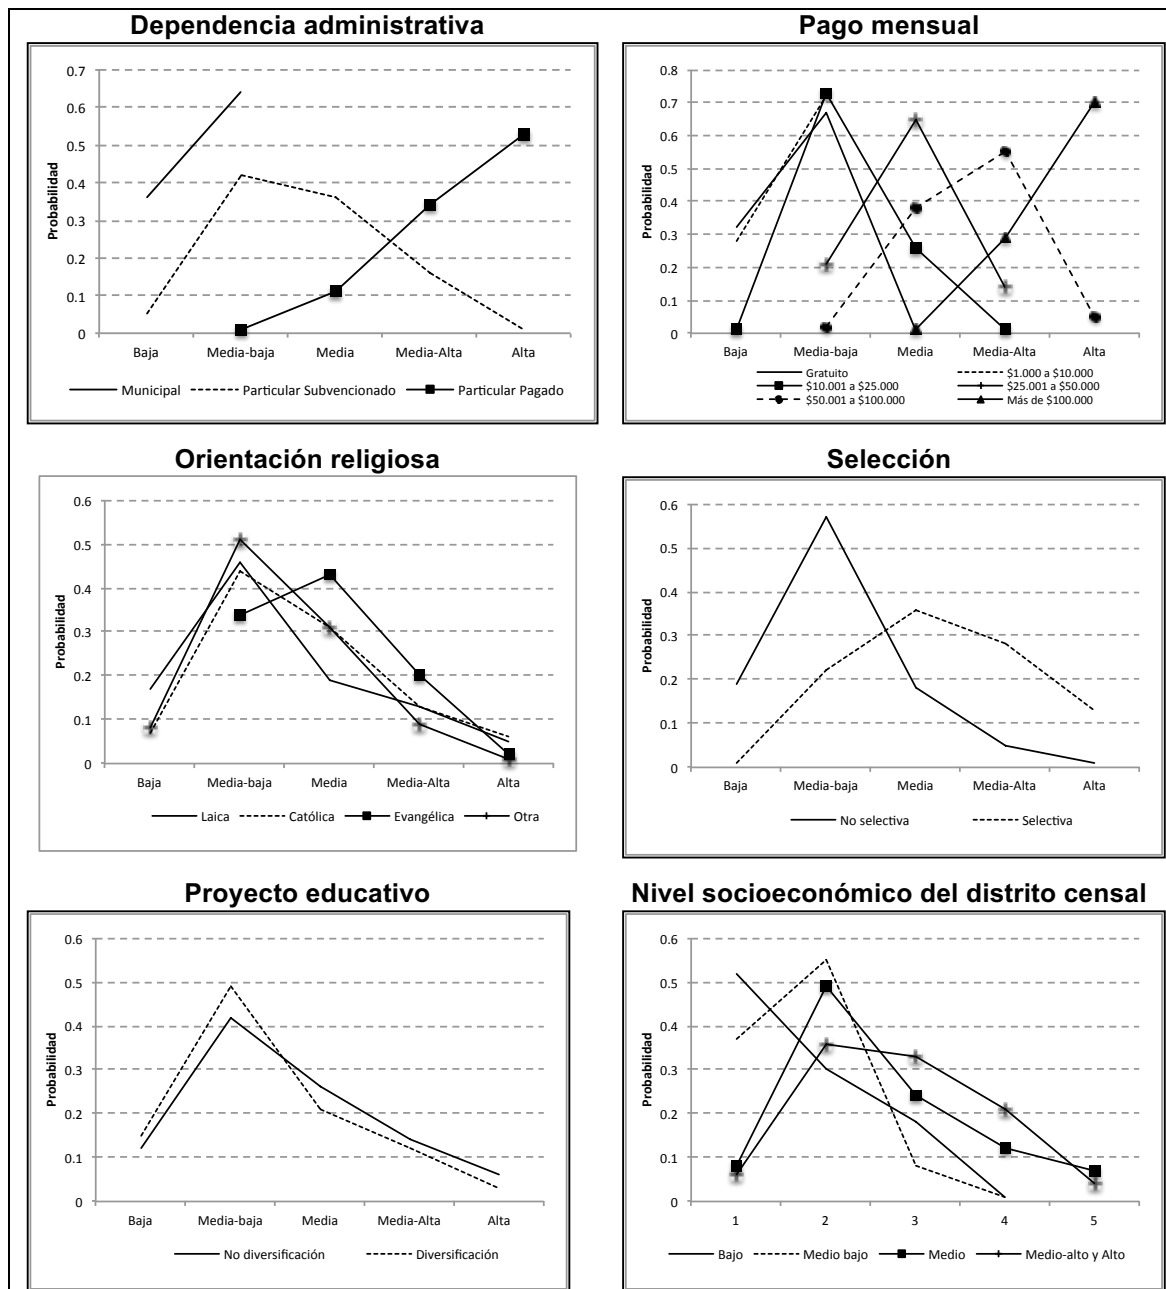 Dependencia administrativa
0.7
0.6
0.5
0.4
0.3
0.2
0.1
0
Probabilidad
Baja Media-baja Media Media-Alta Alta
Municipal Particular Subvencionado Particular Pagado
Pago mensual
0.8
0.7
0.6
0.5
0.4
0.3
0.2
0.1
0
Probabilidad
Baja Media-baja Media Media-Alta Alta
Gratuito $1.000 a $10.000
$10.001 a $25.000 $25.001 a $50.000
$50.001 a $100.000 Más de $100.000
Orientación religiosa
0.6
0.5
0.4
0.3
0.2
0.1
0
Probabilidad
Baja Media-baja Media Media-Alta Alta
Laica Católica Evangélica Otra
Selección
0.6
0.5
0.4
0.3
0.2
0.1
0
Probabilidad
Baja Media-baja Media Media-Alta Alta
No selectiva Selectiva
Proyecto educativo
0.6
0.5
0.4
0.3
0.2
0.1
0
Probabilidad
Baja Media-baja Media Media-Alta Alta
No diversificación Diversificación
Nivel socioeconómico del distrito censal
0.6
0.5
0.4
0.3
0.2
0.1
0
Probabilidad
1 2 3 4 5
Bajo Medio bajo Medio Medio-alto y Alto